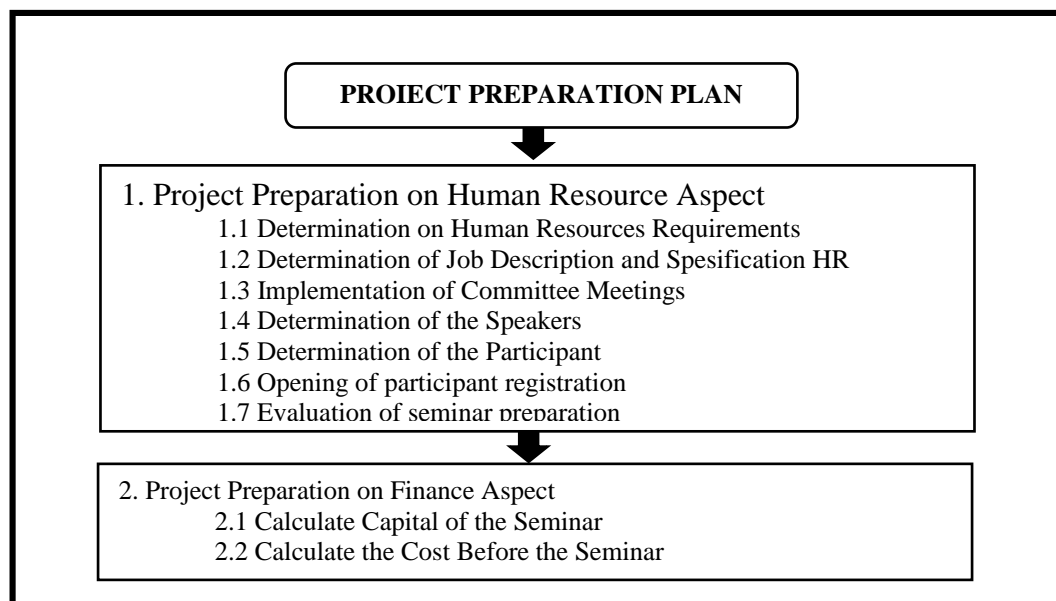 PROIECT PREPARATION PLAN
1. Project Preparation on Human Resource Aspect
1.1 Determination on Human Resources Requirements
1.2 Determination of Job Description and Spesification HR
1.3 Implementation of Committee Meetings
1.4 Determination of the Speakers
1.5 Determination of the Participant
1.6 Opening of participant registration
1.7 Evaluation of seminar preparation
2. Project Preparation on Finance Aspect
2.1 Calculate Capital of the Seminar
2.2 Calculate the Cost Before the Seminar